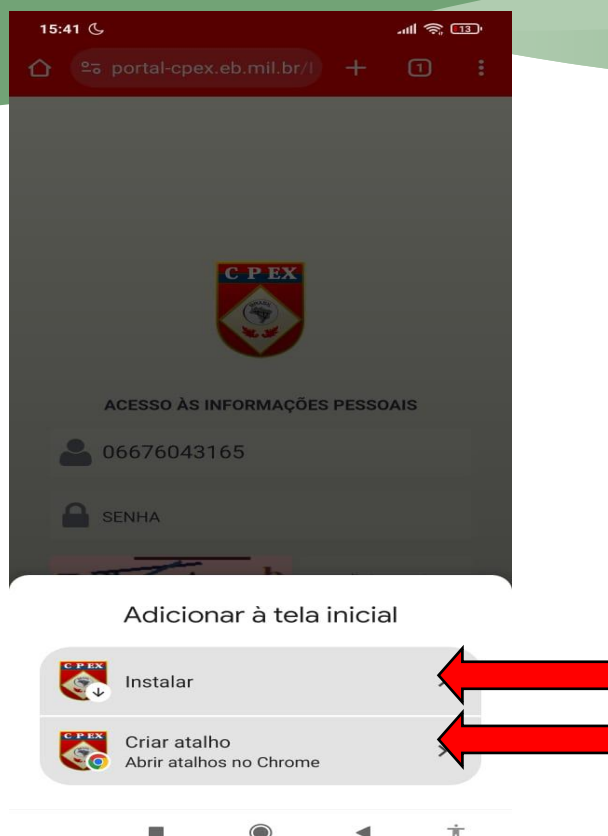 15:41
13
portal-cpex.eb.mil.br/
1
C P EX
ACESSO ÀS INFORMAÇÕES PESSOAIS
06676043165
SENHA
Adicionar à tela inicial
C P EX
Instalar
C P EX
Criar atalho
Abrir atalhos no Chrome